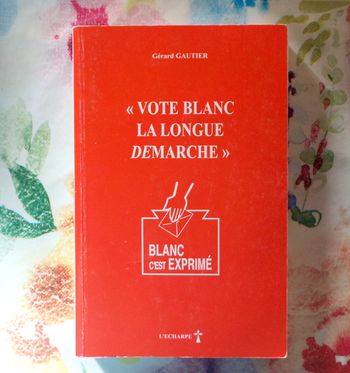 Gérard GAUTIER
« VOTE BLANC
LA LONGUE
DEMARCHE »
BLANC
C'EST EXPRIMÉ
L'ECHARPE